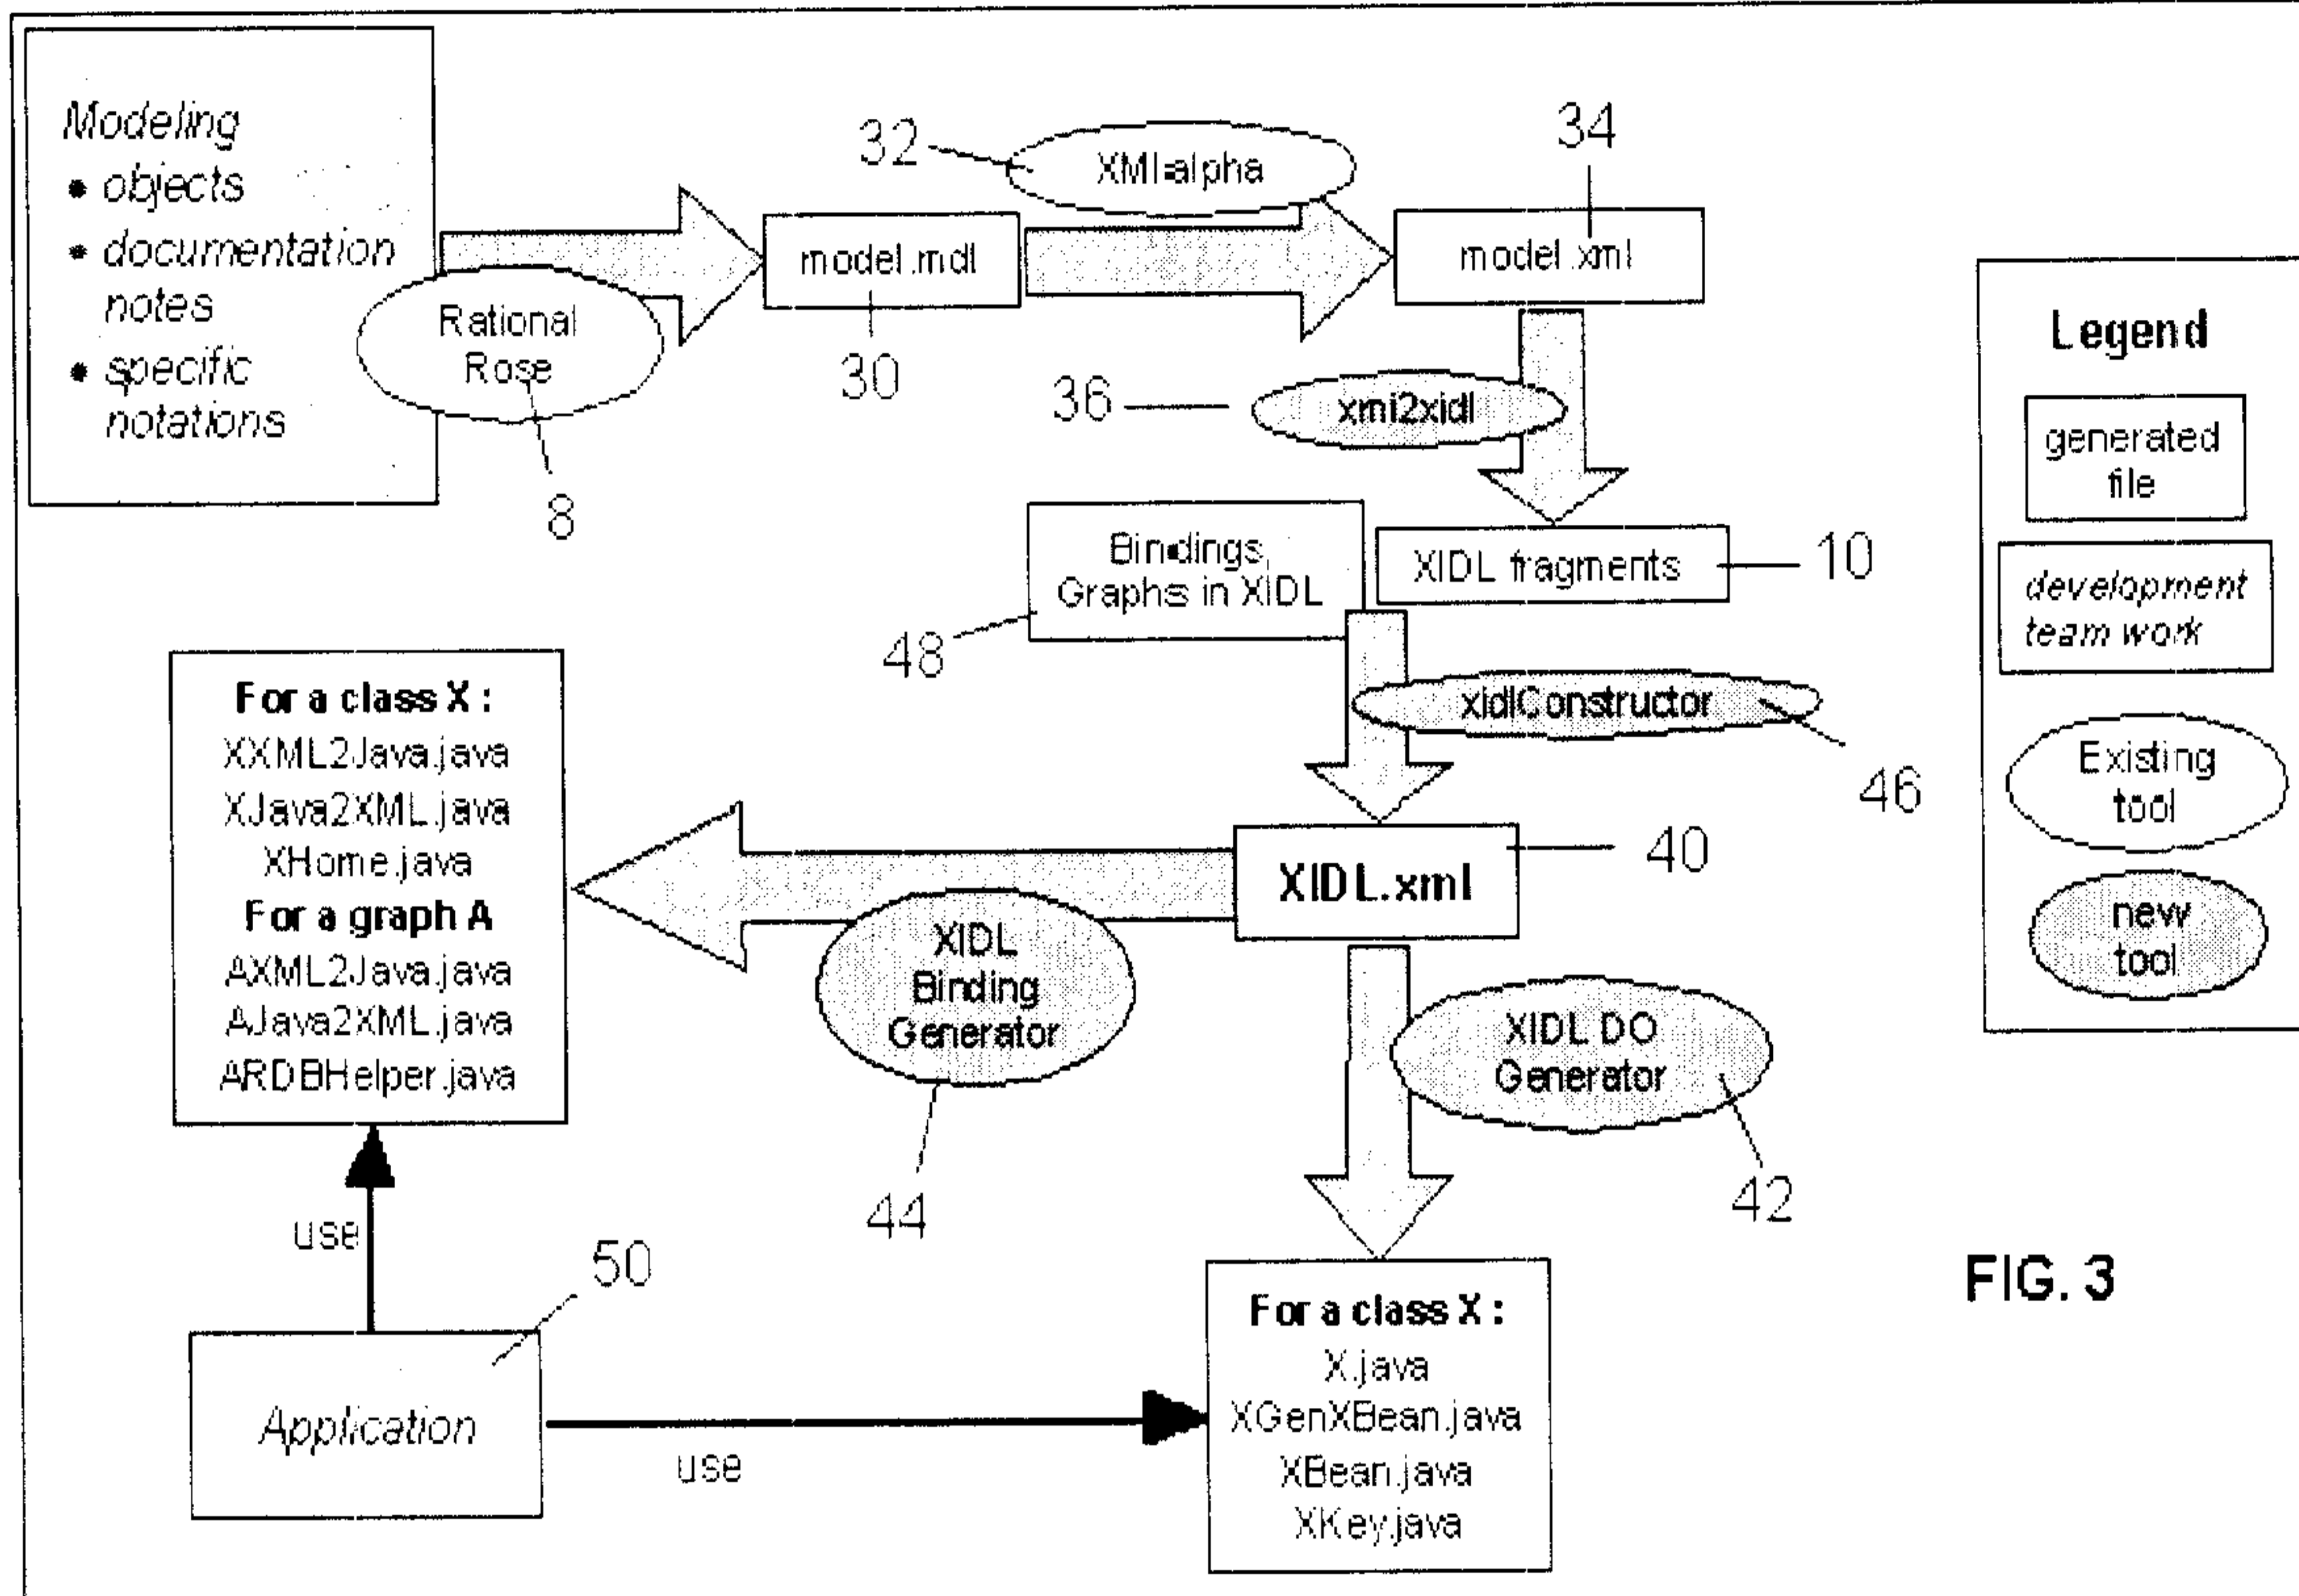 Modeling
• objects
• documentation
notes
• specific
notations
Rational
Rose
8
model.mdl
30
32
XMI-alpha
34
model.xml
36
xmi2xidl
Bindings,
Graphs in XIDL
48
XIDL fragments
10
xidlConstructor
46
XIDL.xml
40
XIDL
Binding
Generator
44
XIDL DO
Generator
42
For a class X :
XXML2Java.java
XJava2XML.java
XHome.java
For a graph A
AXML2Java.java
AJava2XML.java
ARDBHelper.java
use
50
Application
use
For a class X :
X.java
XGenXBean.java
XBean.java
XKey.java
Legend
generated
file
development
team work
Existing
tool
new
tool
FIG. 3